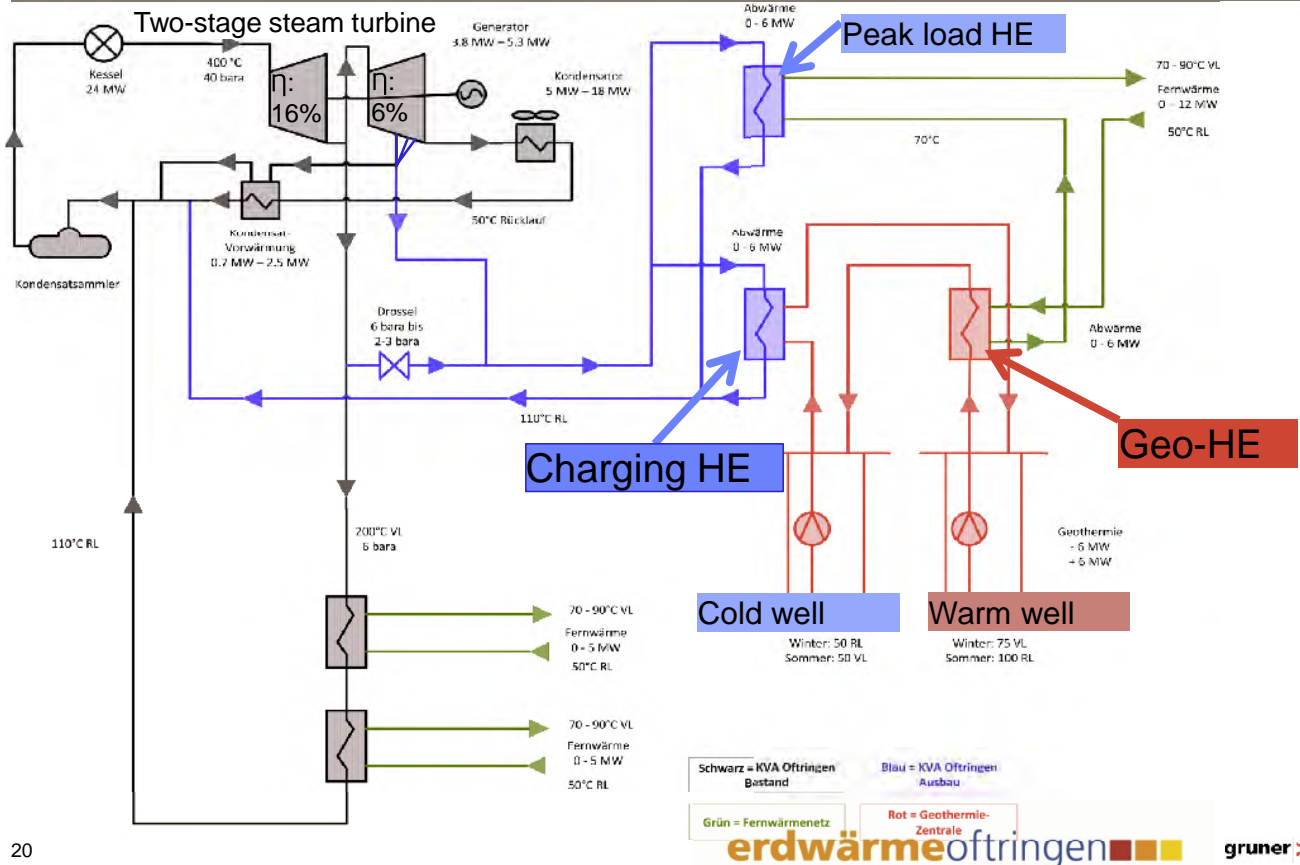 Two-stage steam turbine
Kessel
24 MW
400 °C
40 bara
η:
16%
η:
6%
Generator
3.8 MW – 5.3 MW
Kondensator
5 MW – 18 MW
Abwärme
0 - 6 MW
Peak load HE
70 - 90°C VL
Fernwärme
0 – 12 MW
50°C RL
70°C
50°C Rücklauf
Kondensat-
Vorwärmung
0.7 MW – 2.5 MW
Kondensatsammler
Abwärme
0 - 6 MW
Drossel
6 bara bis
2-3 bara
Abwärme
0 - 6 MW
110°C RL
Charging HE
Geo-HE
110°C RL
200°C VL
6 bara
Geothermie
- 6 MW
+ 6 MW
Cold well
Warm well
Winter: 50 RL
Sommer: 50 VL
Winter: 75 VL
Sommer: 100 RL
70 - 90°C VL
Fernwärme
0 - 5 MW
50°C RL
70 - 90°C VL
Fernwärme
0 - 5 MW
50°C RL
Schwarz = KVA Oftringen
Bestand
Blau = KVA Oftringen
Ausbau
Grün = Fernwärmenetz
Rot = Geothermie-
Zentrale
erdwärmeoftringen
gruner
20